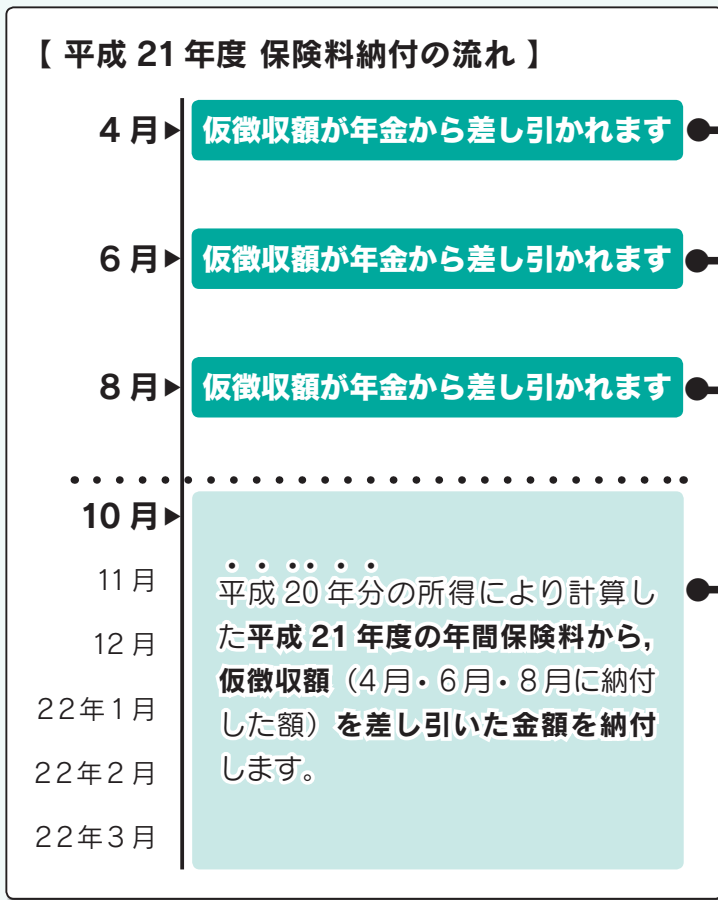 【 平成 21 年度 保険料納付の流れ 】
4 月▶ 仮徴収額が年金から差し引かれます
6 月▶ 仮徴収額が年金から差し引かれます
8 月▶ 仮徴収額が年金から差し引かれます
10 月▶
11 月
12 月
22年 1 月
22年 2 月
22年 3 月
平成 20 年分の所得により計算し
た平成 21 年度の年間保険料から,
仮徴収額（4 月・6 月・8 月に納付
した額）を差し引いた金額を納付
します。